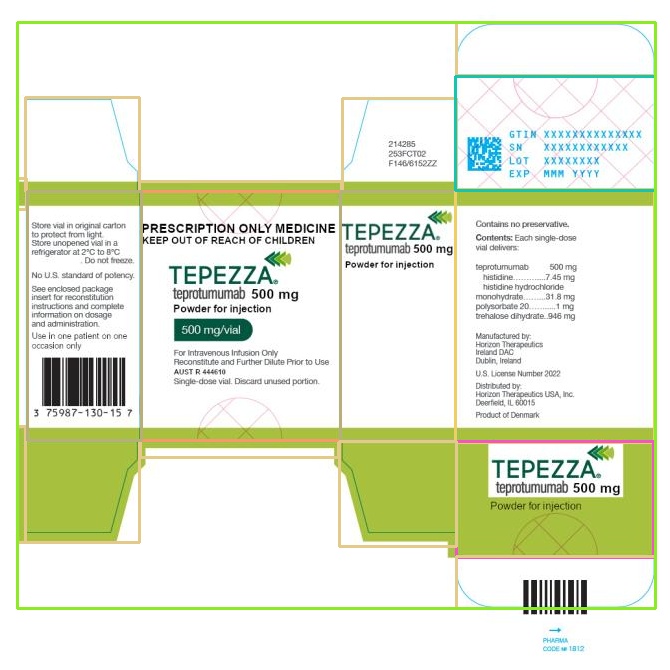 214285
253FCT02
F146/6152ZZ
GTIN XXXXXXXXXXXXXX
SN XXXXXXXXXXXX
LOT XXXXXXXX
EXP MMM YYYY
Store vial in original carton
to protect from light.
Store unopened vial in a
refrigerator at 2°C to 8°C
. Do not freeze.
No U.S. standard of potency.
See enclosed package
insert for reconstitution
instructions and complete
information on dosage
and administration.
Use in one patient on one
occasion only
3 75987-130-15 7
PRESCRIPTION ONLY MEDICINE
KEEP OUT OF REACH OF CHILDREN
TEPEZZA®
teprotumumab 500 mg
Powder for injection
500 mg/vial
For Intravenous Infusion Only
Reconstitute and Further Dilute Prior to Use
AUST R 444610
Single-dose vial. Discard unused portion.
TEPEZZA®
teprotumumab 500 mg
Powder for injection
Contains no preservative.
Contents: Each single-dose
vial delivers:
teprotumumab 500 mg
histidine............7.45 mg
histidine hydrochloride
monohydrate........31.8 mg
polysorbate 20.........1 mg
trehalose dihydrate..946 mg
Manufactured by:
Horizon Therapeutics
Ireland DAC
Dublin, Ireland
U.S. License Number 2022
Distributed by:
Horizon Therapeutics USA, Inc.
Deerfield, IL 60015
Product of Denmark
TEPEZZA®
teprotumumab 500 mg
Powder for injection
PHARMA
CODE № 1812